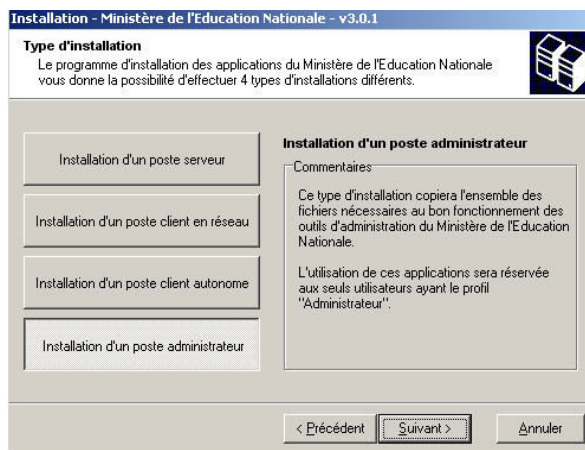 Installation - Ministère de l'Education Nationale - v3.0.1
Type d'installation
Le programme d'installation des applications du Ministère de l'Education Nationale
vous donne la possibilité d'effectuer 4 types d'installations différents.
Installation d'un poste serveur
Installation d'un poste client en réseau
Installation d'un poste client autonome
Installation d'un poste administrateur
Installation d'un poste administrateur
Commentaires
Ce type d'installation copiera l'ensemble des
fichiers nécessaires au bon fonctionnement des
outils d'administration du Ministère de l'Education
Nationale.
L'utilisation de ces applications sera réservée
aux seuls utilisateurs ayant le profil
"Administrateur".
< Précédent
Suivant >
Annuler